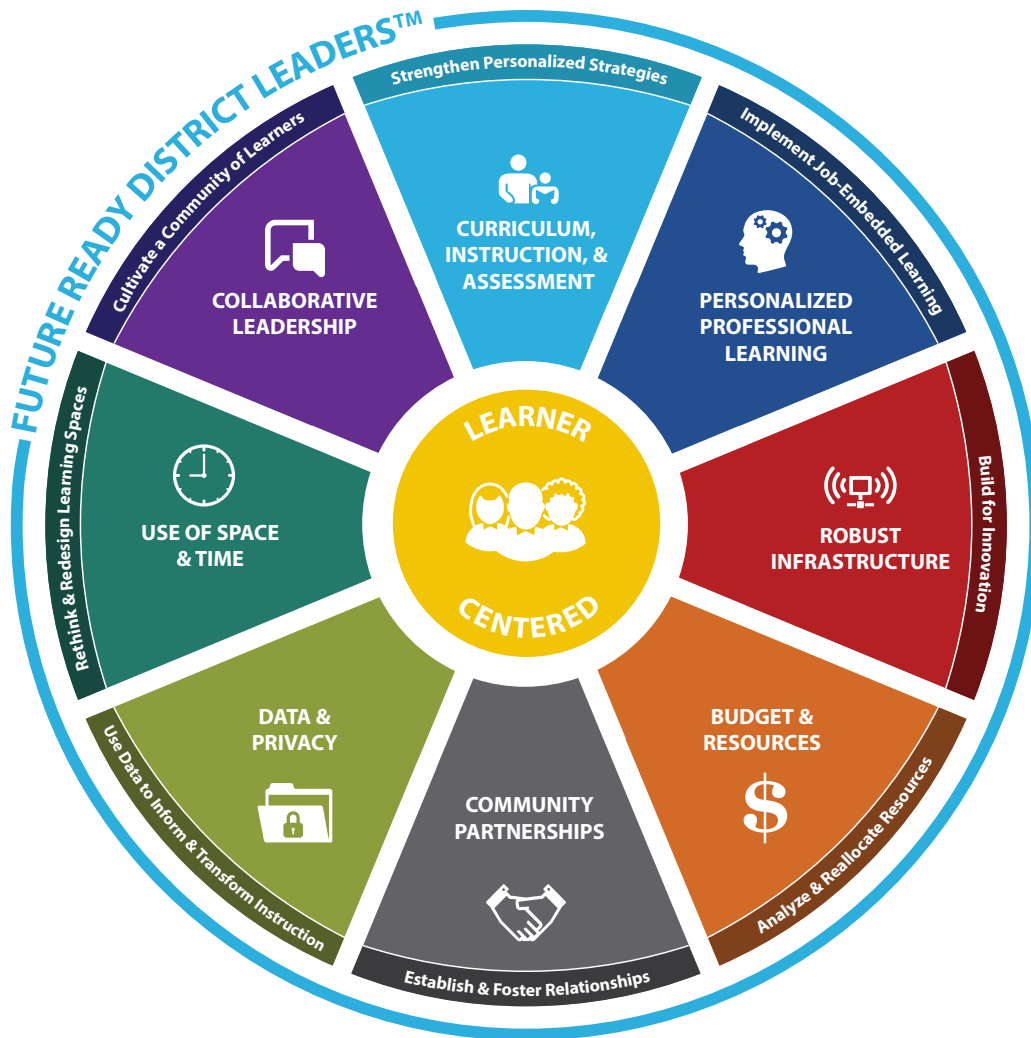 FUTURE READY DISTRICT LEADERS™
Strengthen Personalized Strategies
CURRICULUM,
INSTRUCTION, &
ASSESSMENT
Implement Job-Embedded Learning
PERSONALIZED
PROFESSIONAL
LEARNING
Build for Innovation
ROBUST
INFRASTRUCTURE
Analyze & Reallocate Resources
BUDGET &
RESOURCES
$
Establish & Foster Relationships
COMMUNITY
PARTNERSHIPS
Use Data to Inform & Transform Instruction
DATA &
PRIVACY
Rethink & Redesign Learning Spaces
USE OF SPACE
& TIME
Cultivate a Community of Learners
COLLABORATIVE
LEADERSHIP
LEARNER
CENTERED